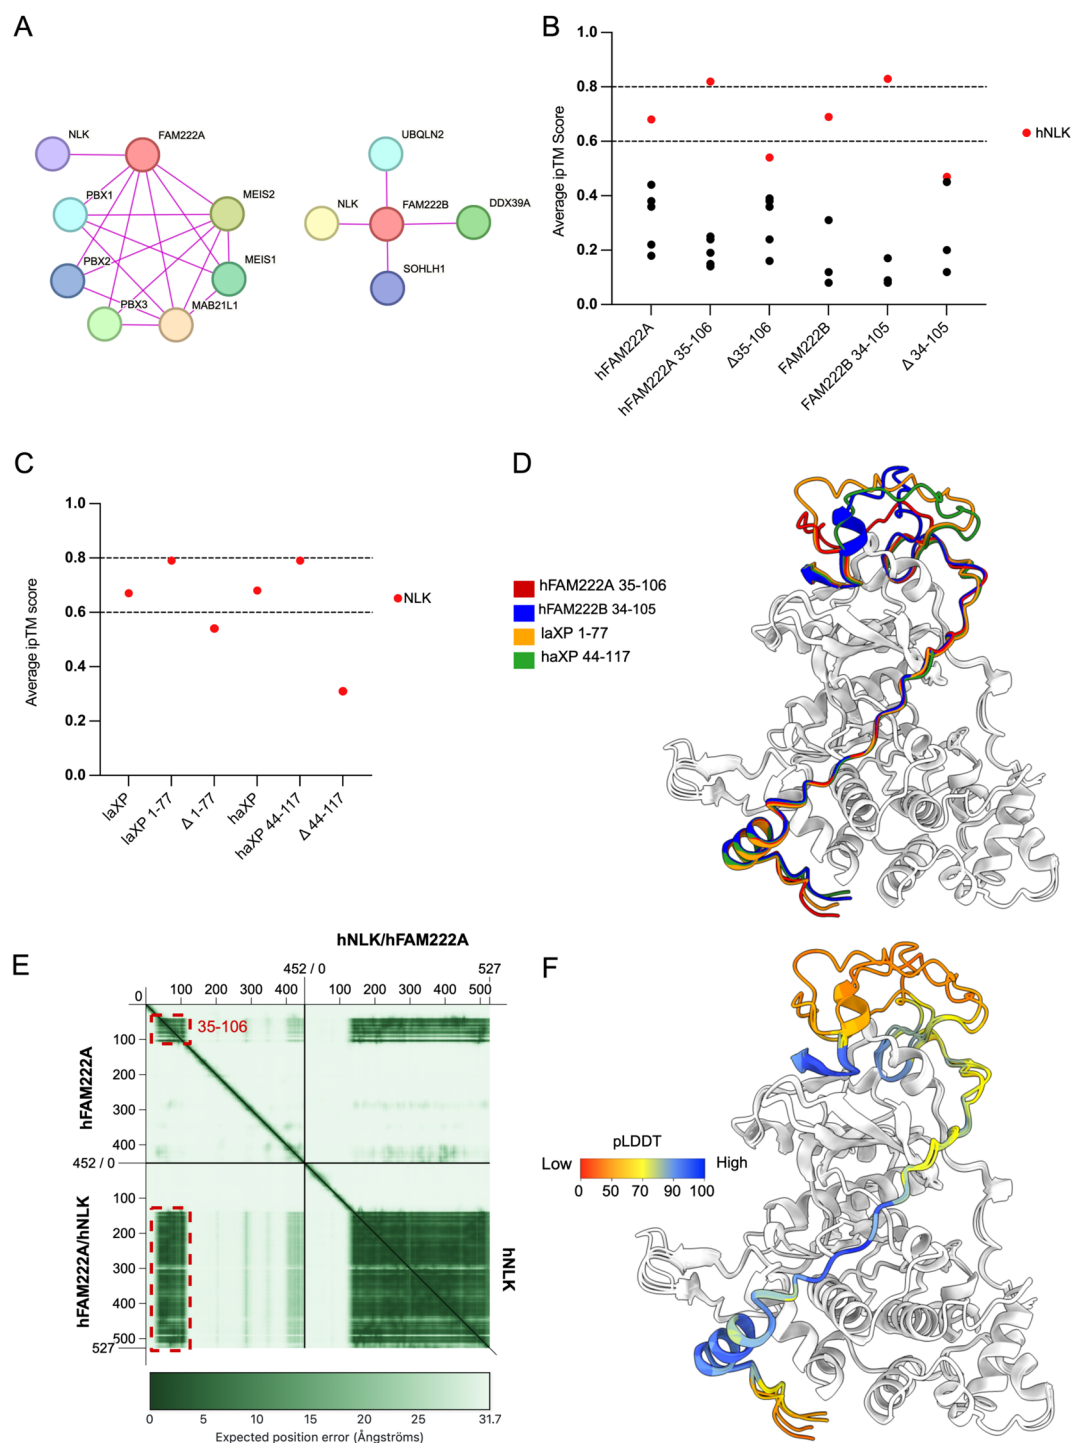 A
NLK
FAM222A
PBX1
MEIS2
PBX2
MEIS1
PBX3
MAB21L1
UBQLN2
NLK
FAM222B
DDX39A
SOHLH1
B
Average ipTM Score
1.0
0.8
0.6
0.4
0.2
0.0
hNLK
hFAM222A
hFAM222A 35-106
Δ35-106
FAM222B
FAM222B 34-105
Δ 34-105
C
Average ipTM score
1.0
0.8
0.6
0.4
0.2
0.0
NLK
laXP
laXP 1-77
Δ 1-77
haXP
haXP 44-117
Δ 44-117
D
hFAM222A 35-106
hFAM222B 34-105
laXP 1-77
haXP 44-117
E
hNLK/hFAM222A
452 / 0
527
0
100 200 300 400
100 200 300 400 500
0
35-106
100
200
300
400
452 / 0
100
200
300
400
500
527
hFAM222A
hFAM222A/hNLK
hNLK
0 5 10 15 20 25 31.7
Expected position error (Ångströms)
F
pLDDT
Low
High
0 50 70 90 100